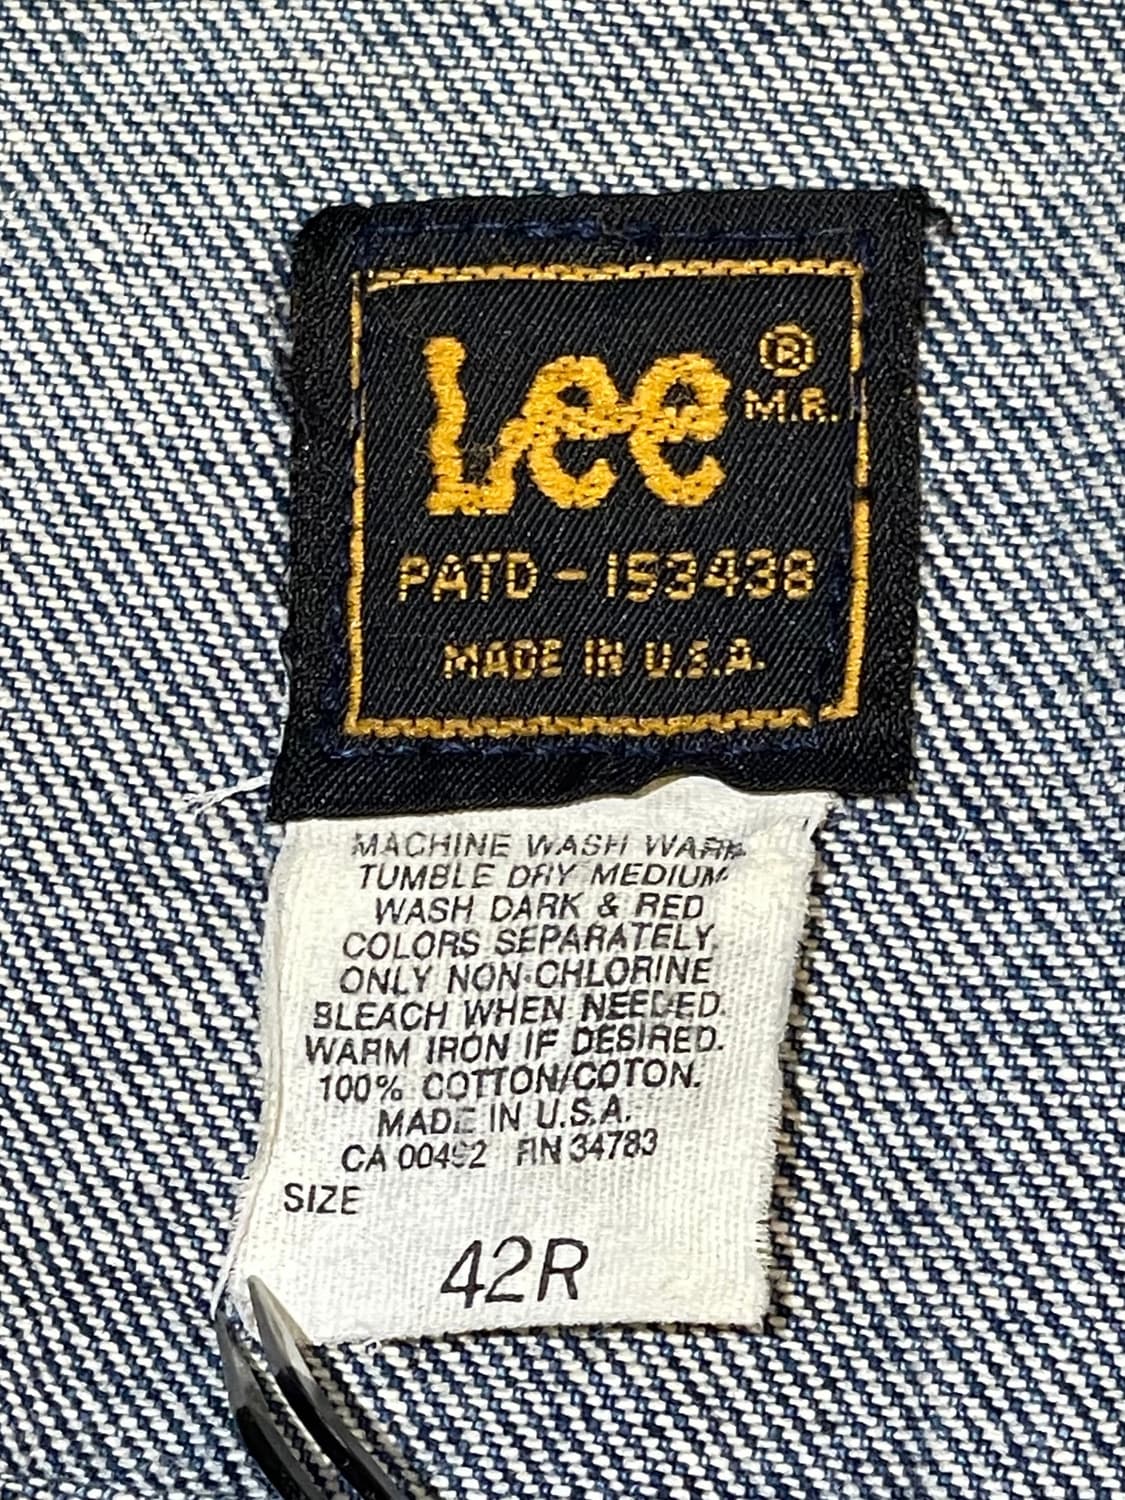 Lee ®
M.R.
PATD-153438
MADE IN U.S.A.
MACHINE WASH WARM
TUMBLE DRY MEDIUM
WASH DARK & RED
COLORS SEPARATELY.
ONLY NON-CHLORINE
BLEACH WHEN NEEDED.
WARM IRON IF DESIRED.
100% COTTON/COTON.
MADE IN U.S.A.
CA FIN 34783
SIZE
42R